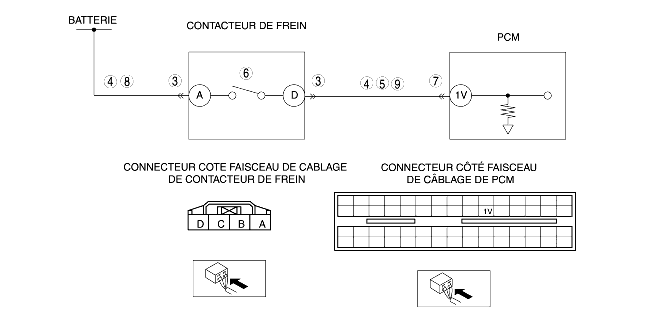 BATTERIE
CONTACTEUR DE FREIN
PCM
4 8 3 A 6 D 3 4 5 9 7 1V
CONNECTEUR COTE FAISCEAU DE CABLAGE
DE CONTACTEUR DE FREIN
CONNECTEUR CÔTÉ FAISCEAU
DE CÂBLAGE DE PCM
D C B A
1V